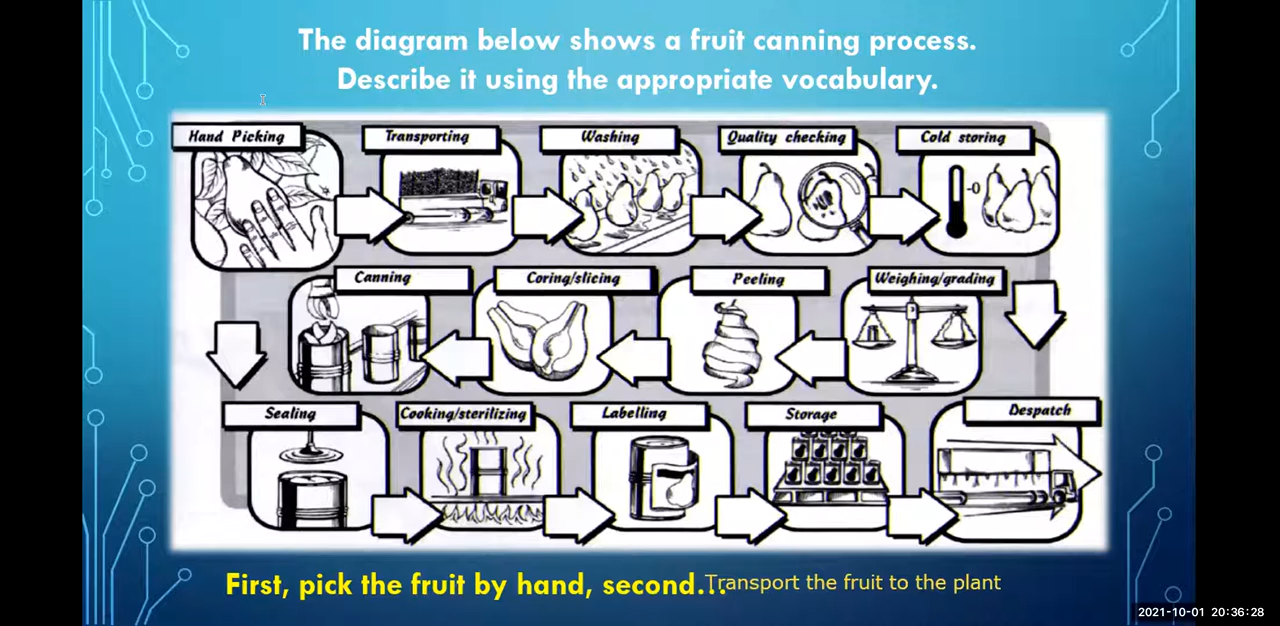 The diagram below shows a fruit canning process.
Describe it using the appropriate vocabulary.
Hand Picking
Transporting
Washing
Quality checking
Cold storing
-0
Canning
Coring/slicing
Peeling
Weighing/grading
Sealing
Cooking/sterilizing
Labelling
Storage
Despatch
First, pick the fruit by hand, second... Transport the fruit to the plant
2021-10-01 20:36:28